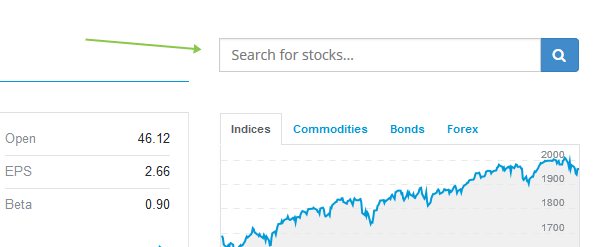 Search for stocks...
Open 46.12
EPS 2.66
Beta 0.90
Indices Commodities Bonds Forex
2000
1900
1800
1700